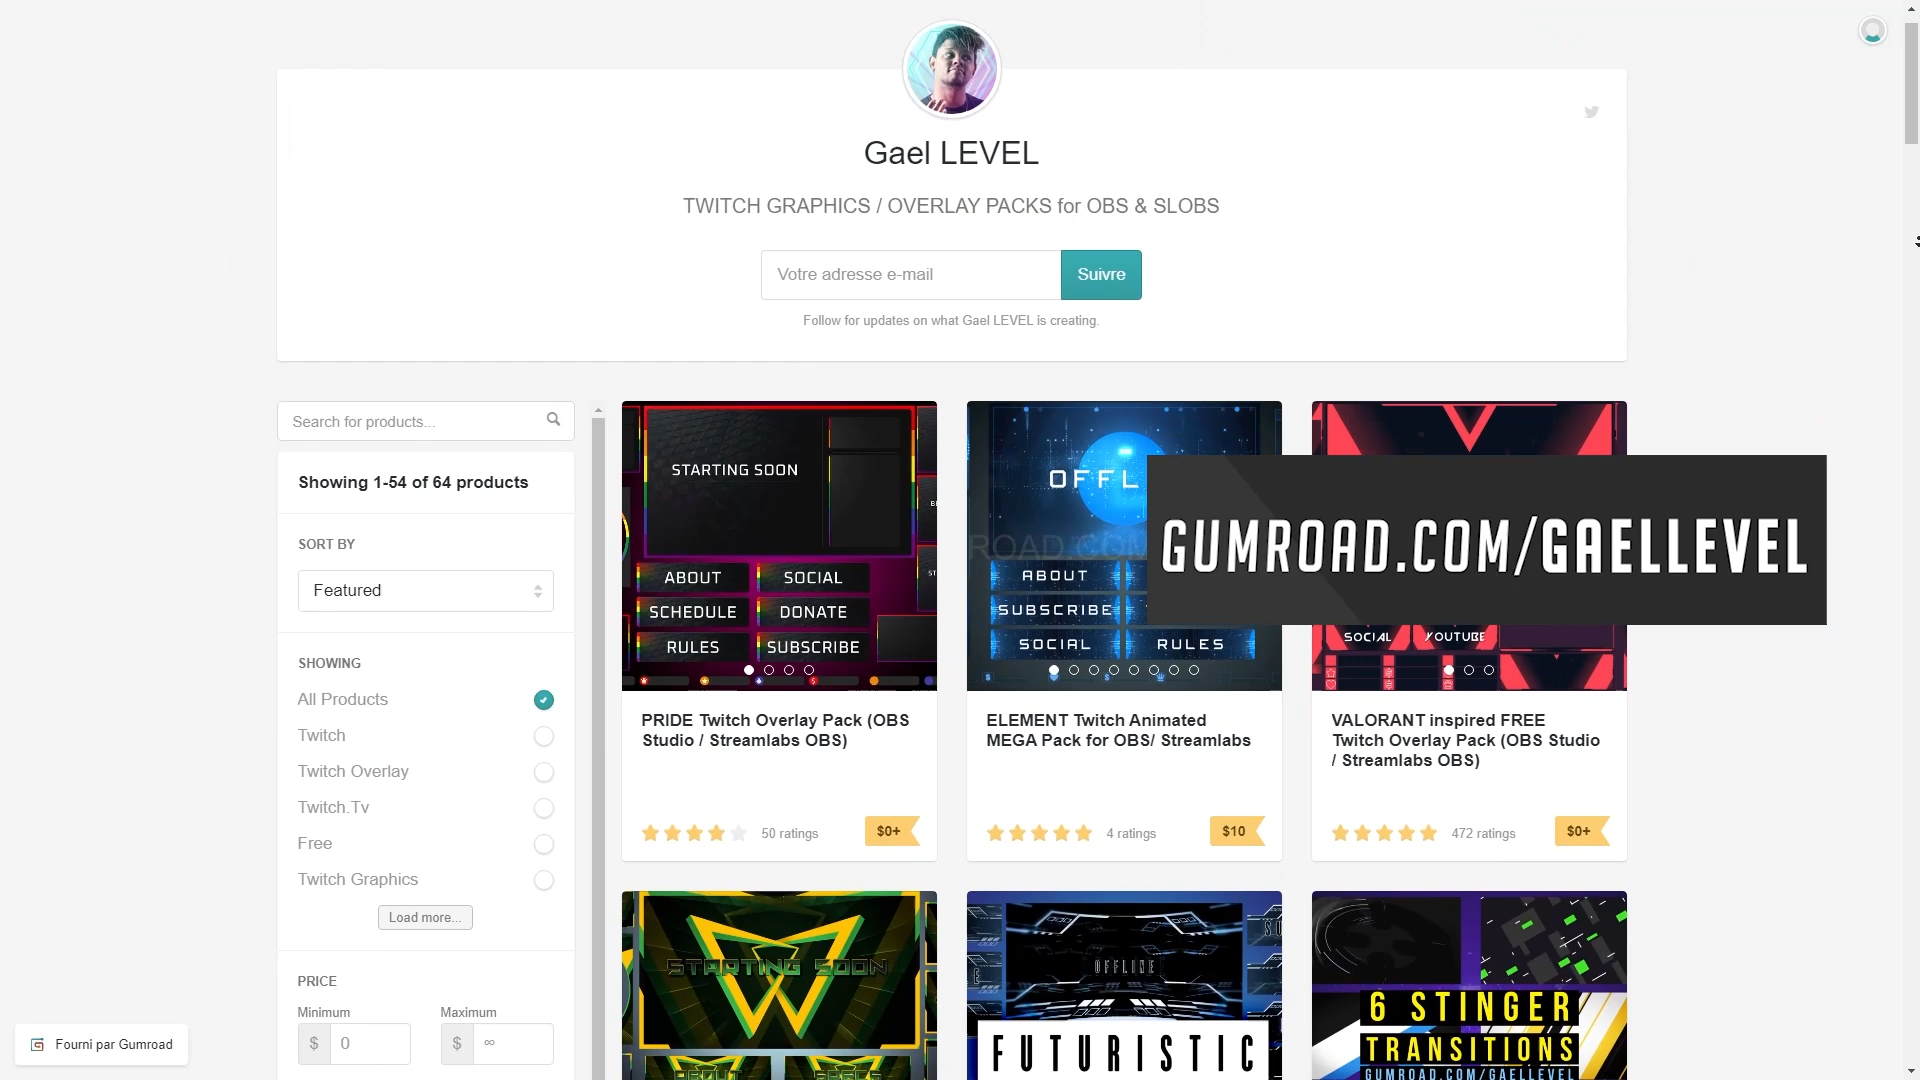 Gael LEVEL
TWITCH GRAPHICS / OVERLAY PACKS for OBS & SLOBS
Votre adresse e-mail
Suivre
Follow for updates on what Gael LEVEL is creating.
Search for products...
Showing 1-54 of 64 products
SORT BY
Featured
SHOWING
All Products
Twitch
Twitch Overlay
Twitch.Tv
Free
Twitch Graphics
Load more...
PRICE
Minimum
Maximum
$ 0
$ ∞
Fourni par Gumroad
STARTING SOON
ABOUT SOCIAL
SCHEDULE DONATE
RULES SUBSCRIBE
PRIDE Twitch Overlay Pack (OBS
Studio / Streamlabs OBS)
50 ratings
$0+
OFFL
ROAD.COM
ABOUT
SUBSCRIBE
SOCIAL RULES
ELEMENT Twitch Animated
MEGA Pack for OBS/ Streamlabs
4 ratings
$10
GUMROAD.COM/GAELLEVEL
SOCIAL YOUTUBE
VALORANT inspired FREE
Twitch Overlay Pack (OBS Studio
/ Streamlabs OBS)
472 ratings
$0+
STARTING SOON
ABOUT SPECS
OFFLINE
FUTURISTIC
6 STINGER
TRANSITIONS
GUMROAD.COM/GAELLEVEL